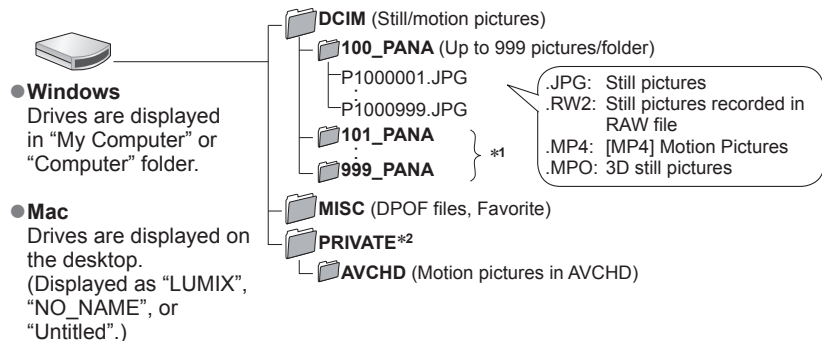 ●Windows
Drives are displayed
in “My Computer” or
“Computer” folder.
●Mac
Drives are displayed on
the desktop.
(Displayed as “LUMIX”,
“NO_NAME”, or
“Untitled”.)
DCIM (Still/motion pictures)
100_PANA (Up to 999 pictures/folder)
P1000001.JPG
:
P1000999.JPG
101_PANA
:
999_PANA
*1
.JPG: Still pictures
.RW2: Still pictures recorded in
RAW file
.MP4: [MP4] Motion Pictures
.MPO: 3D still pictures
MISC (DPOF files, Favorite)
PRIVATE*2
AVCHD (Motion pictures in AVCHD)